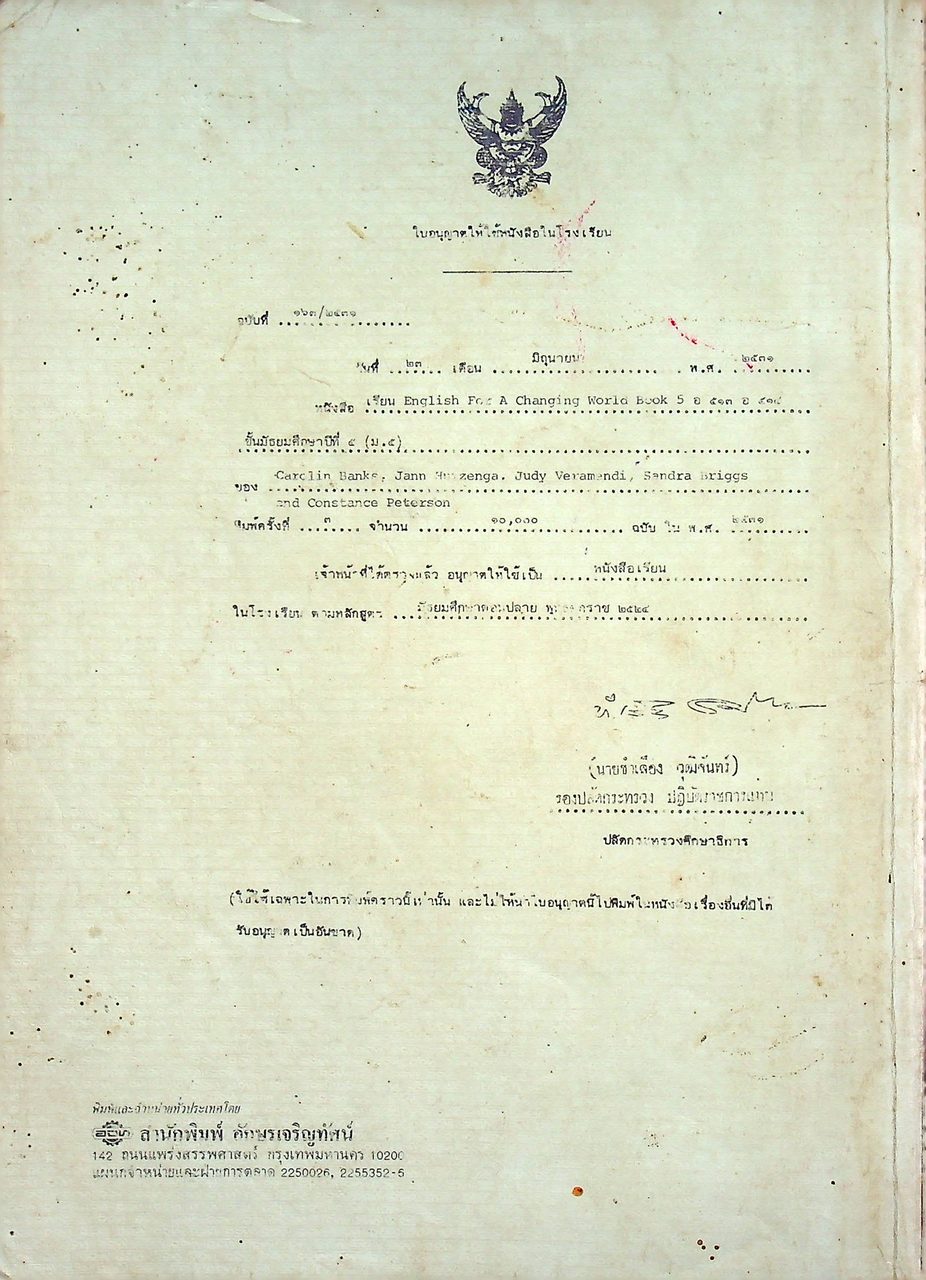 ใบอนุญาตให้ใช้หนังสือในโรงเรียน
ฉบับที่ ๑๖๓/๒๕๓๑
วันที่ ๒๓ เดือน มิถุนายน พ.ศ. ๒๕๓๑
หนังสือ เรียน English For A Changing World Book 5 อ ๕๑๓ อ ๕๑๔
ชั้นมัธยมศึกษาปีที่ ๕ (ม.๕)
ของ Carolin Banks, Jann Huizenga. Judy Veramendi, Sandra Briggs
and Constance Peterson
พิมพ์ครั้งที่ ๓ จำนวน ๑๐,๐๐๐ ฉบับ ใน พ.ศ. ๒๕๓๑
เจ้าหน้าที่ได้ตรวจแล้ว อนุญาตให้ใช้เป็น หนังสือเรียน
ในโรงเรียน ตามหลักสูตร มัธยมศึกษาตอนปลาย พุทธศักราช ๒๕๒๔
(นายชำเลือง วุฒิจันทร์)
รองปลัดกระทรวง ปฏิบัติราชการแทน
ปลัดกระทรวงศึกษาธิการ
(ใช้ได้เฉพาะในการพิมพ์คราวนี้เท่านั้น และไม่ให้นำใบอนุญาตนี้ไปพิมพ์ในหนังสือเรื่องอื่นที่มิได้
รับอนุญาตเป็นอันขาด)
พิมพ์และจำหน่ายทั่วประเทศโดย
อจท สำนักพิมพ์ อักษรเจริญทัศน์
142 ถนนแพร่งสรรพศาสตร์ กรุงเทพมหานคร 10200
แผนกจำหน่ายและฝ่ายการตลาด 2250026, 2255352-5